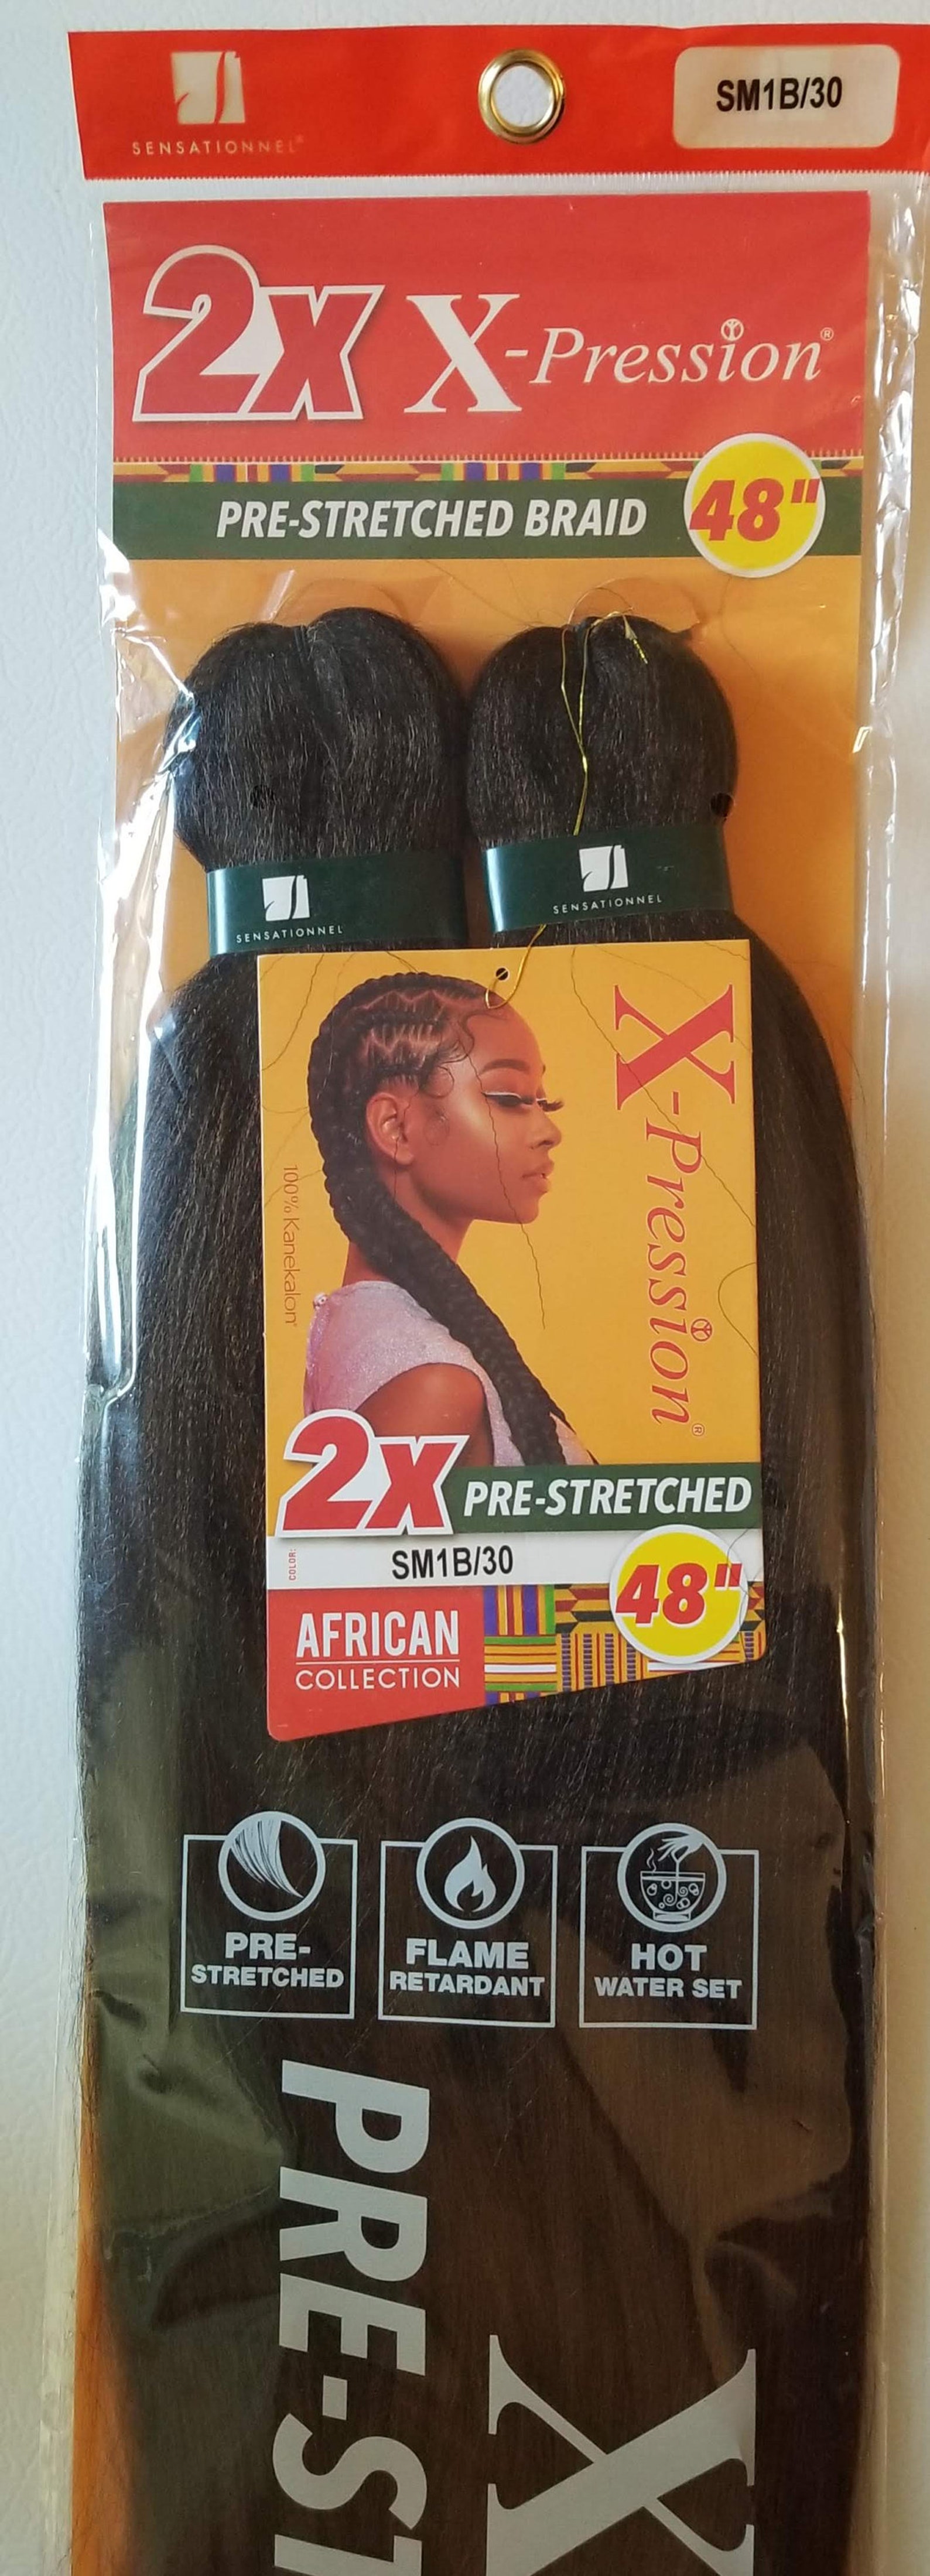 SENSATIONNEL®
SM1B/30
2X X-Pression®
PRE-STRETCHED BRAID 48"
SENSATIONNEL
SENSATIONNEL
X-Pression®
100% Kanekalon®
2X PRE-STRETCHED
COLOR:
SM1B/30
48"
AFRICAN
COLLECTION
PRE-
STRETCHED
FLAME
RETARDANT
HOT
WATER SET
PRE-ST
X